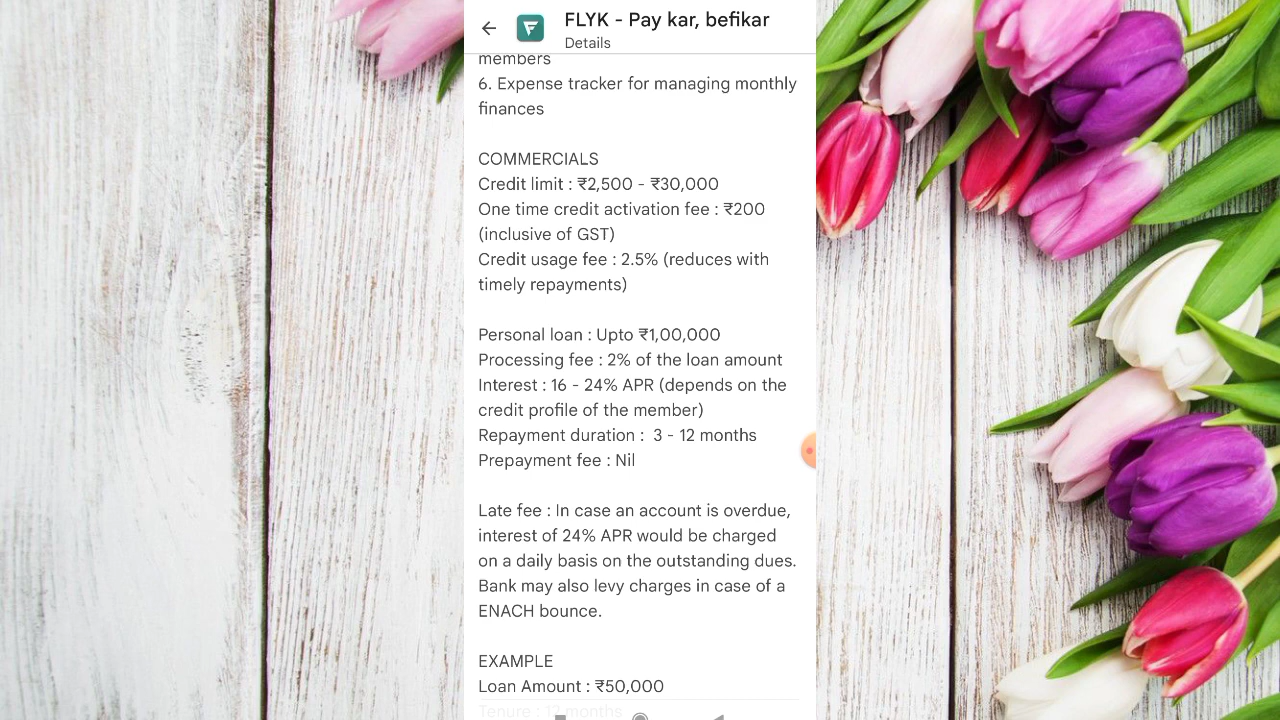 FLYK - Pay kar, befikar
Details
members
6. Expense tracker for managing monthly
finances
COMMERCIALS
Credit limit : ₹2,500 - ₹30,000
One time credit activation fee : ₹200
(inclusive of GST)
Credit usage fee : 2.5% (reduces with
timely repayments)
Personal loan : Upto ₹1,00,000
Processing fee : 2% of the loan amount
Interest : 16 - 24% APR (depends on the
credit profile of the member)
Repayment duration :  3 - 12 months
Prepayment fee : Nil
Late fee : In case an account is overdue,
interest of 24% APR would be charged
on a daily basis on the outstanding dues.
Bank may also levy charges in case of a
ENACH bounce.
EXAMPLE
Loan Amount : ₹50,000
Tenure : 12 months